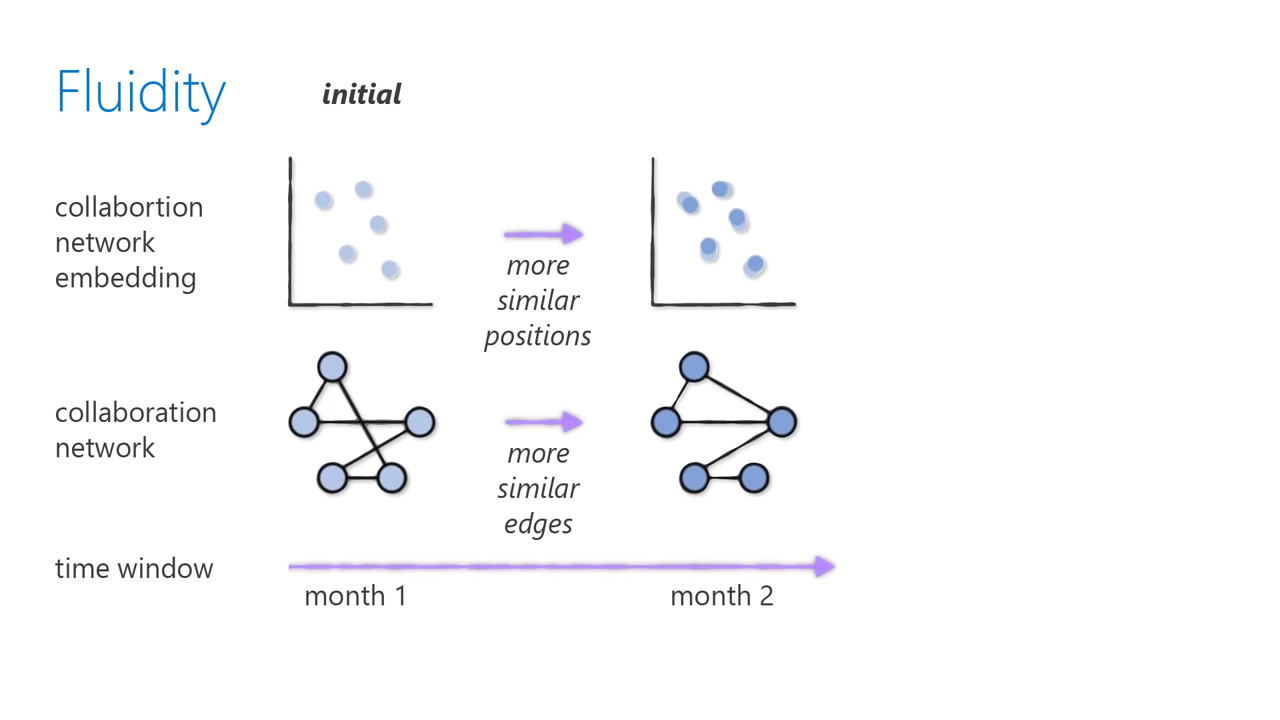 Fluidity
initial
collabortion
network
embedding
more
similar
positions
collaboration
network
more
similar
edges
time window
month 1
month 2